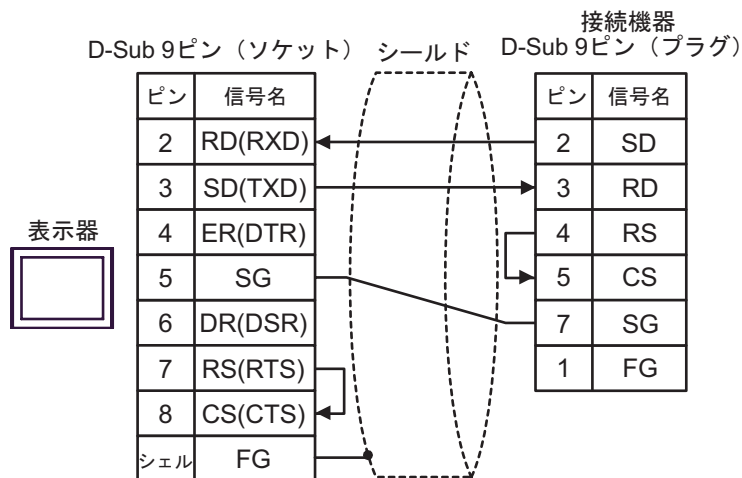 接続機器
D-Sub 9ピン（ソケット） シールド D-Sub 9ピン（プラグ）
ピン 信号名 ピン 信号名
2 RD(RXD) 2 SD
3 SD(TXD) 3 RD
表示器 4 ER(DTR) 4 RS
5 SG 5 CS
6 DR(DSR) 7 SG
7 RS(RTS) 1 FG
8 CS(CTS)
シェル FG